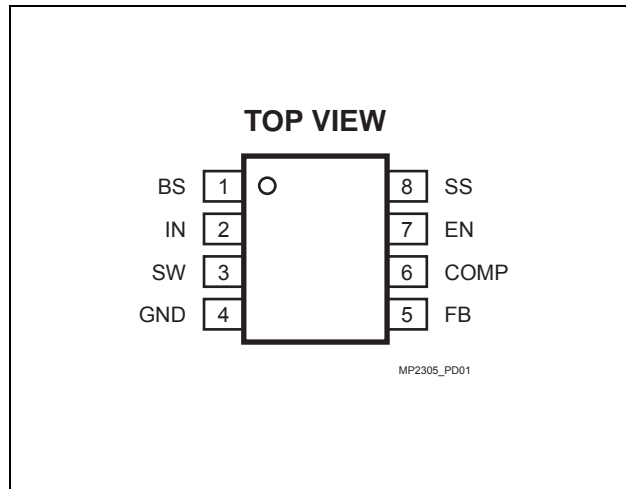 TOP VIEW
BS 1 8 SS
IN 2 7 EN
SW 3 6 COMP
GND 4 5 FB
MP2305_PD01